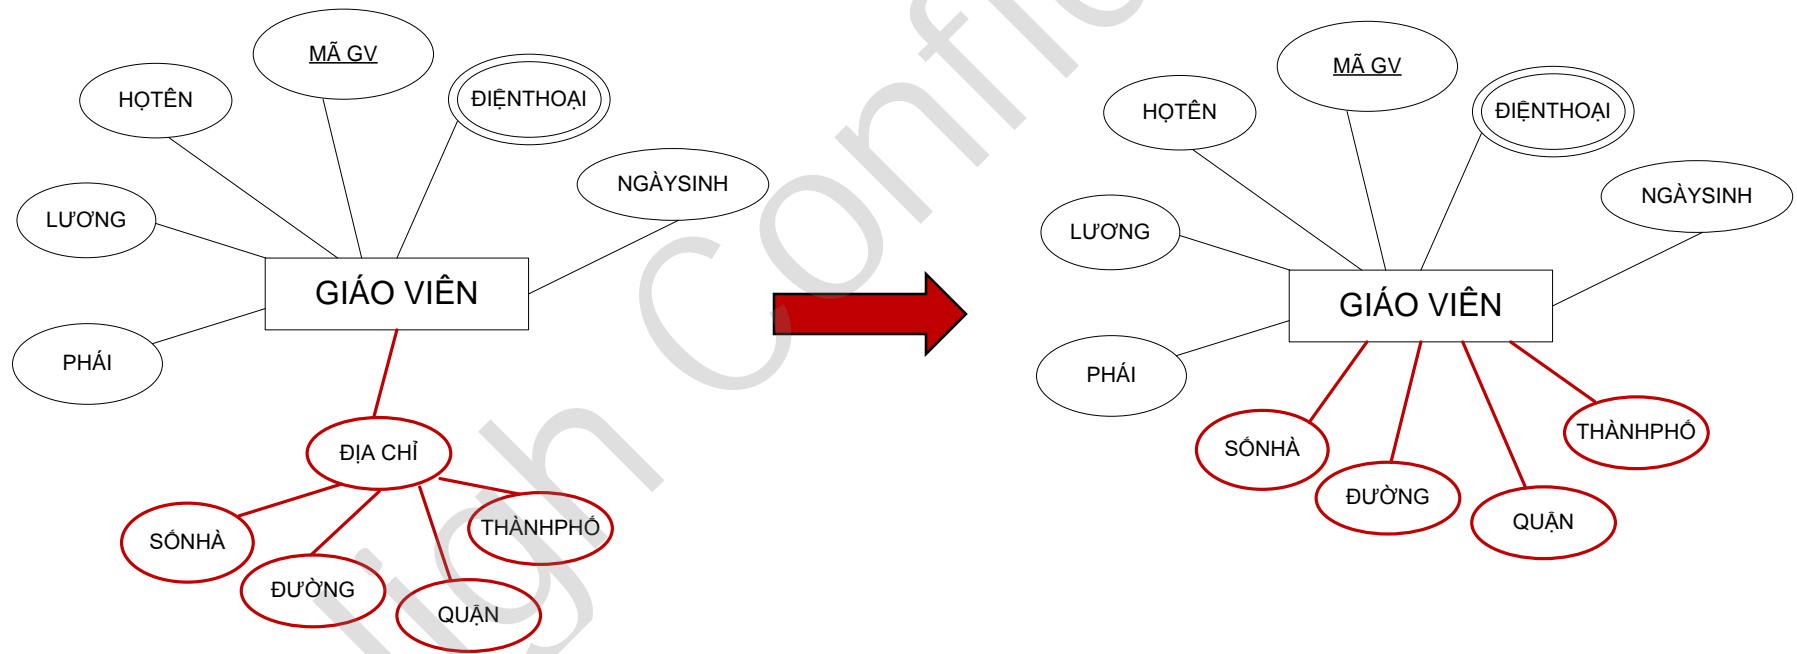 MÃ GV
HỌTÊN
ĐIỆNTHOẠI
NGÀYSINH
LƯƠNG
GIÁO VIÊN
PHÁI
ĐỊA CHỈ
SỐNHÀ
THÀNHPHỐ
ĐƯỜNG
QUẬN
MÃ GV
HỌTÊN
ĐIỆNTHOẠI
NGÀYSINH
LƯƠNG
GIÁO VIÊN
PHÁI
THÀNHPHỐ
SỐNHÀ
ĐƯỜNG
QUẬN